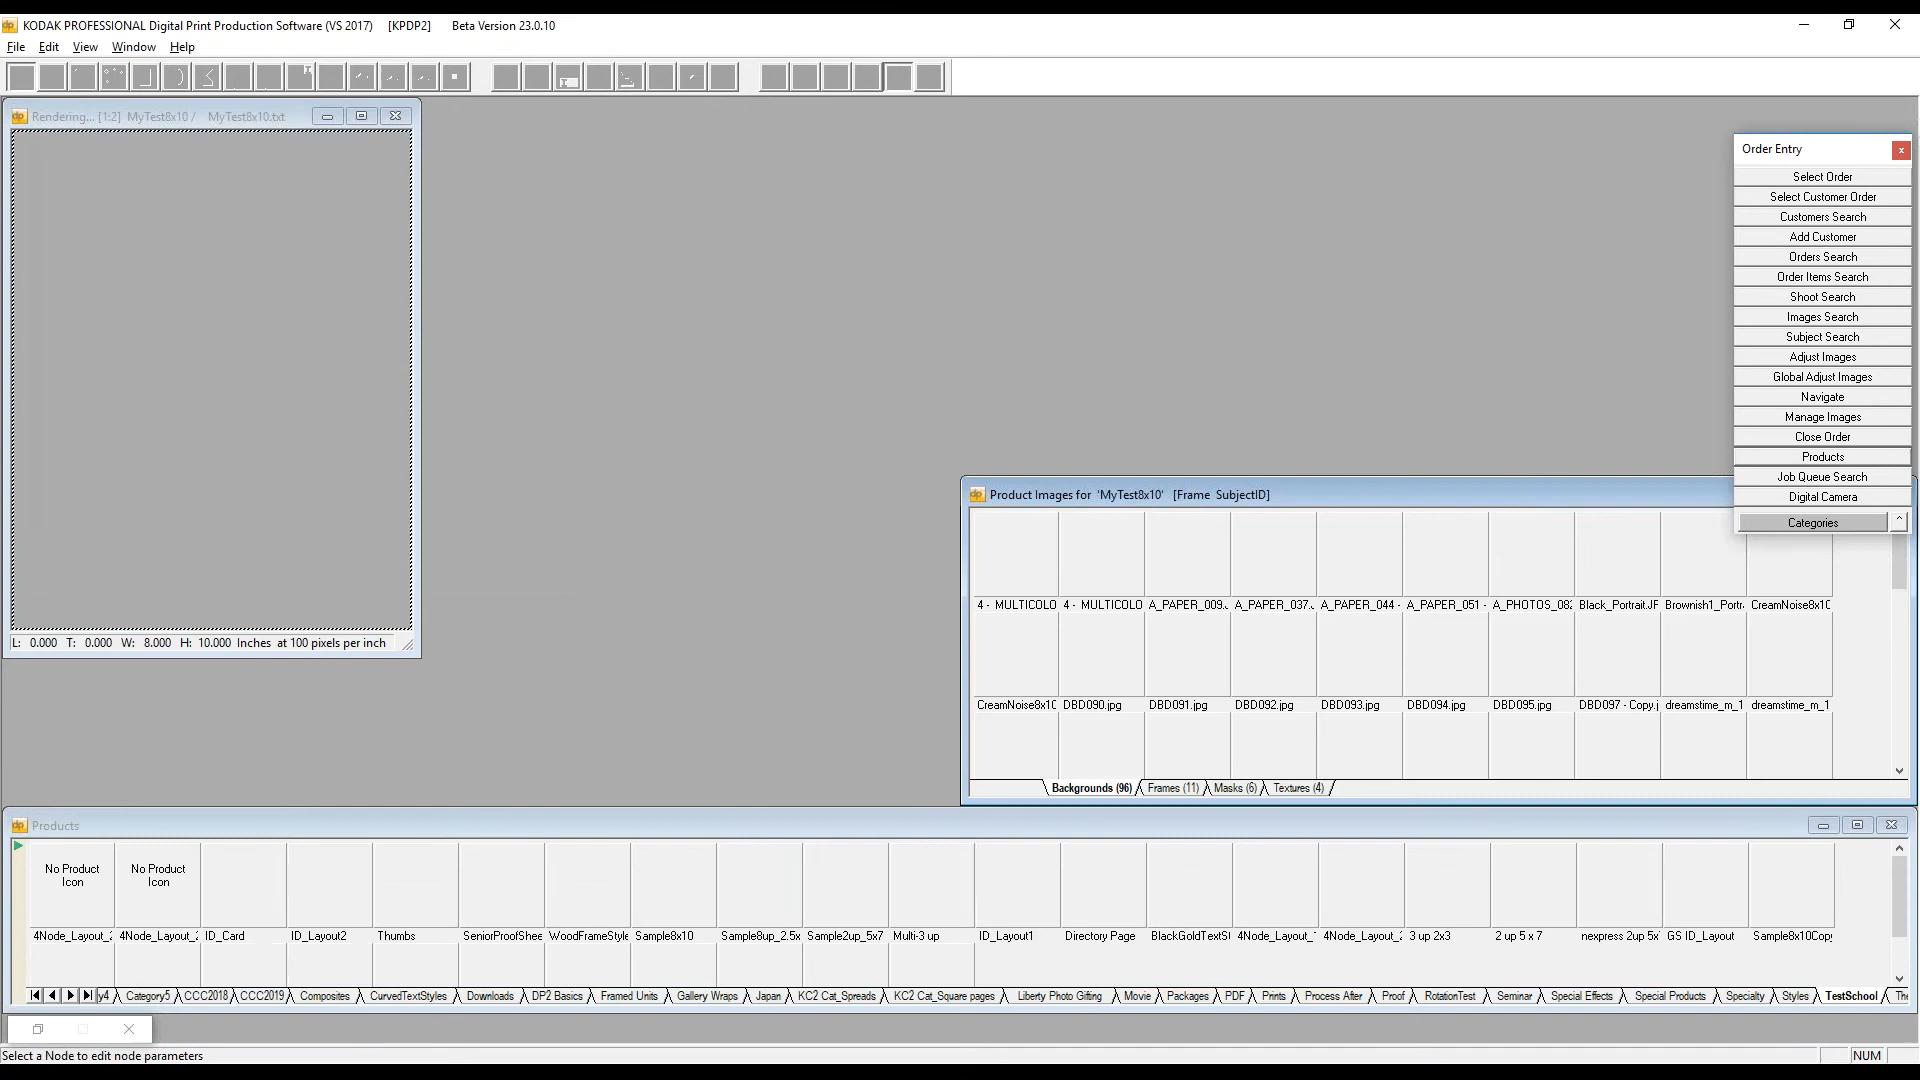 KODAK PROFESSIONAL Digital Print Production Software (VS 2017) [KPDP2] Beta Version 23.0.10
File Edit View Window Help
Rendering... [1:2] MyTest8x10 / MyTest8x10.txt
L: 0.000 T: 0.000 W: 8.000 H: 10.000 Inches at 100 pixels per inch
Order Entry
Select Order
Select Customer Order
Customers Search
Add Customer
Orders Search
Order Items Search
Shoot Search
Images Search
Subject Search
Adjust Images
Global Adjust Images
Navigate
Manage Images
Close Order
Products
Job Queue Search
Digital Camera
Categories
Product Images for 'MyTest8x10' [Frame SubjectID]
4 - MULTICOLO 4 - MULTICOLO A_PAPER_009. A_PAPER_037. A_PAPER_044 - A_PAPER_051 - A_PHOTOS_082 Black_Portrait.JP Brownish1_Portr CreamNoise8x10
CreamNoise8x10 DBD090.jpg DBD091.jpg DBD092.jpg DBD093.jpg DBD094.jpg DBD095.jpg DBD097 - Copy.j dreamstime_m_1 dreamstime_m_1
Backgrounds (96) Frames (11) Masks (6) Textures (4)
Products
No Product Icon No Product Icon
4Node_Layout_2 4Node_Layout_2 ID_Card ID_Layout2 Thumbs SeniorProofShee WoodFrameStyle Sample8x10 Sample8up_2.5x Sample2up_5x7 Multi-3 up ID_Layout1 Directory Page BlackGoldTextSt 4Node_Layout_ 4Node_Layout_2 3 up 2x3 2 up 5 x 7 nexpress 2up 5x GS ID_Layout Sample8x10Copy
y4 Category5 CCC2018 CCC2019 Composites CurvedTextStyles Downloads DP2 Basics Framed Units Gallery Wraps Japan KC2 Cat_Spreads KC2 Cat_Square pages Liberty Photo Gifting Movie Packages PDF Prints Process After Proof RotationTest Seminar Special Effects Special Products Specialty Styles TestSchool The
Select a Node to edit node parameters
NUM